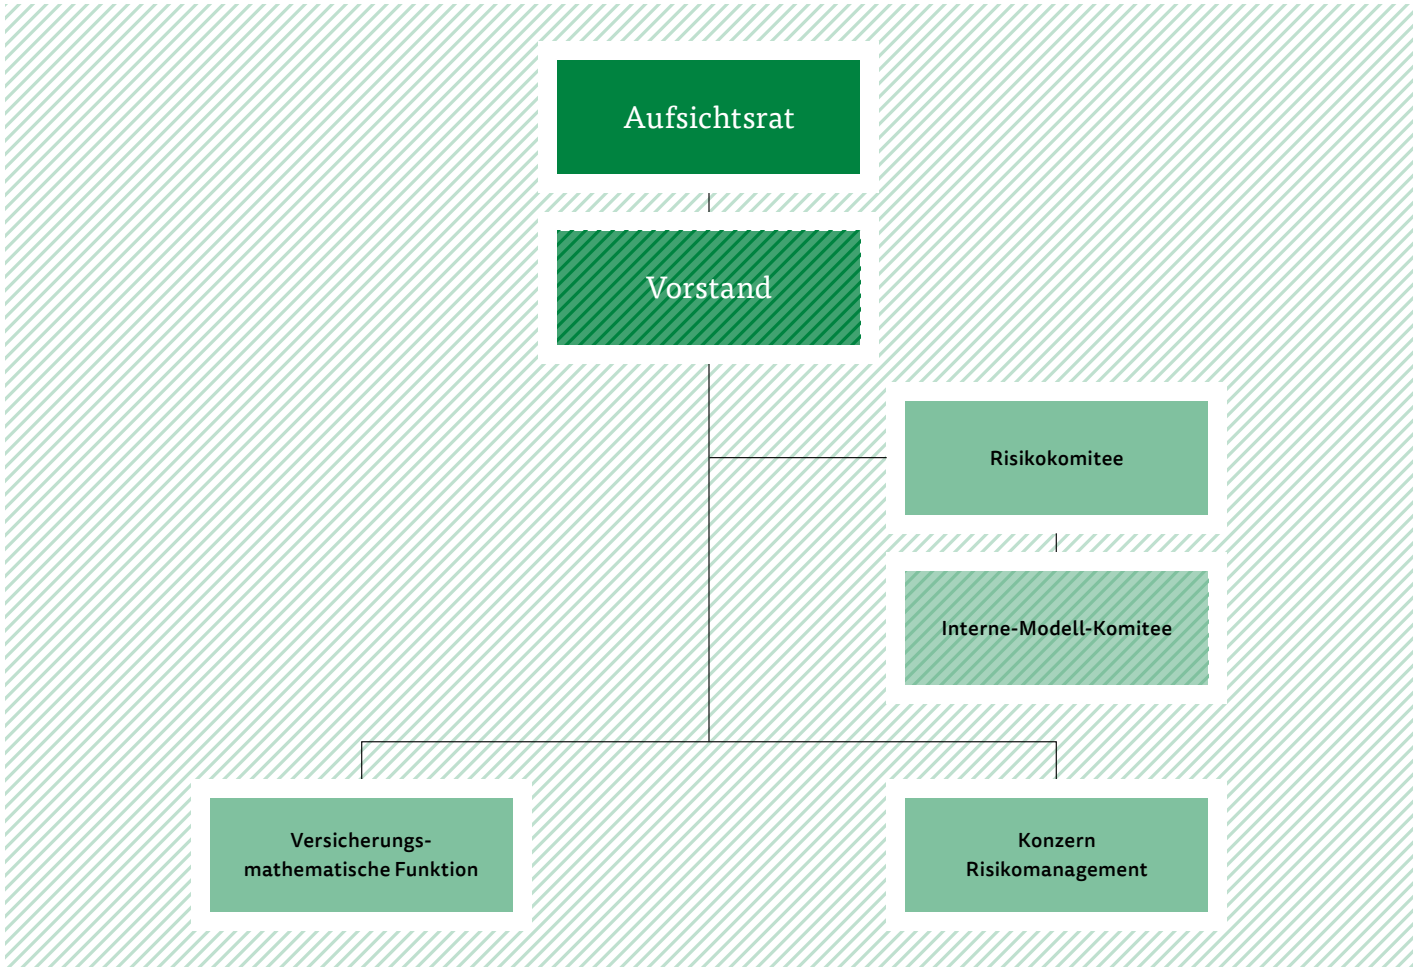 Aufsichtsrat
Vorstand
Risikokomitee
Interne-Modell-Komitee
Versicherungs-
mathematische Funktion
Konzern
Risikomanagement